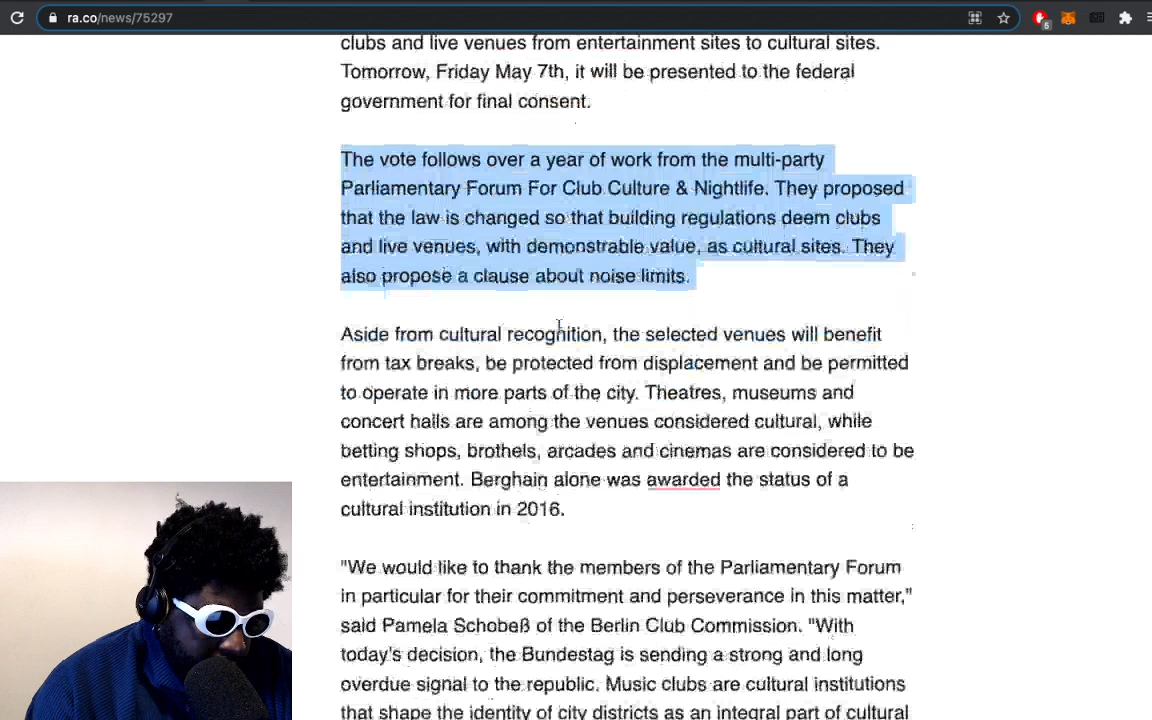 ra.co/news/75297
6
clubs and live venues from entertainment sites to cultural sites.
Tomorrow, Friday May 7th, it will be presented to the federal
government for final consent.
The vote follows over a year of work from the multi-party
Parliamentary Forum For Club Culture & Nightlife. They proposed
that the law is changed so that building regulations deem clubs
and live venues, with demonstrable value, as cultural sites. They
also propose a clause about noise limits.
Aside from cultural recognition, the selected venues will benefit
from tax breaks, be protected from displacement and be permitted
to operate in more parts of the city. Theatres, museums and
concert halls are among the venues considered cultural, while
betting shops, brothels, arcades and cinemas are considered to be
entertainment. Berghain alone was awarded the status of a
cultural institution in 2016.
"We would like to thank the members of the Parliamentary Forum
in particular for their commitment and perseverance in this matter,"
said Pamela Schobeß of the Berlin Club Commission. "With
today's decision, the Bundestag is sending a strong and long
overdue signal to the republic. Music clubs are cultural institutions
that shape the identity of city districts as an integral part of cultural